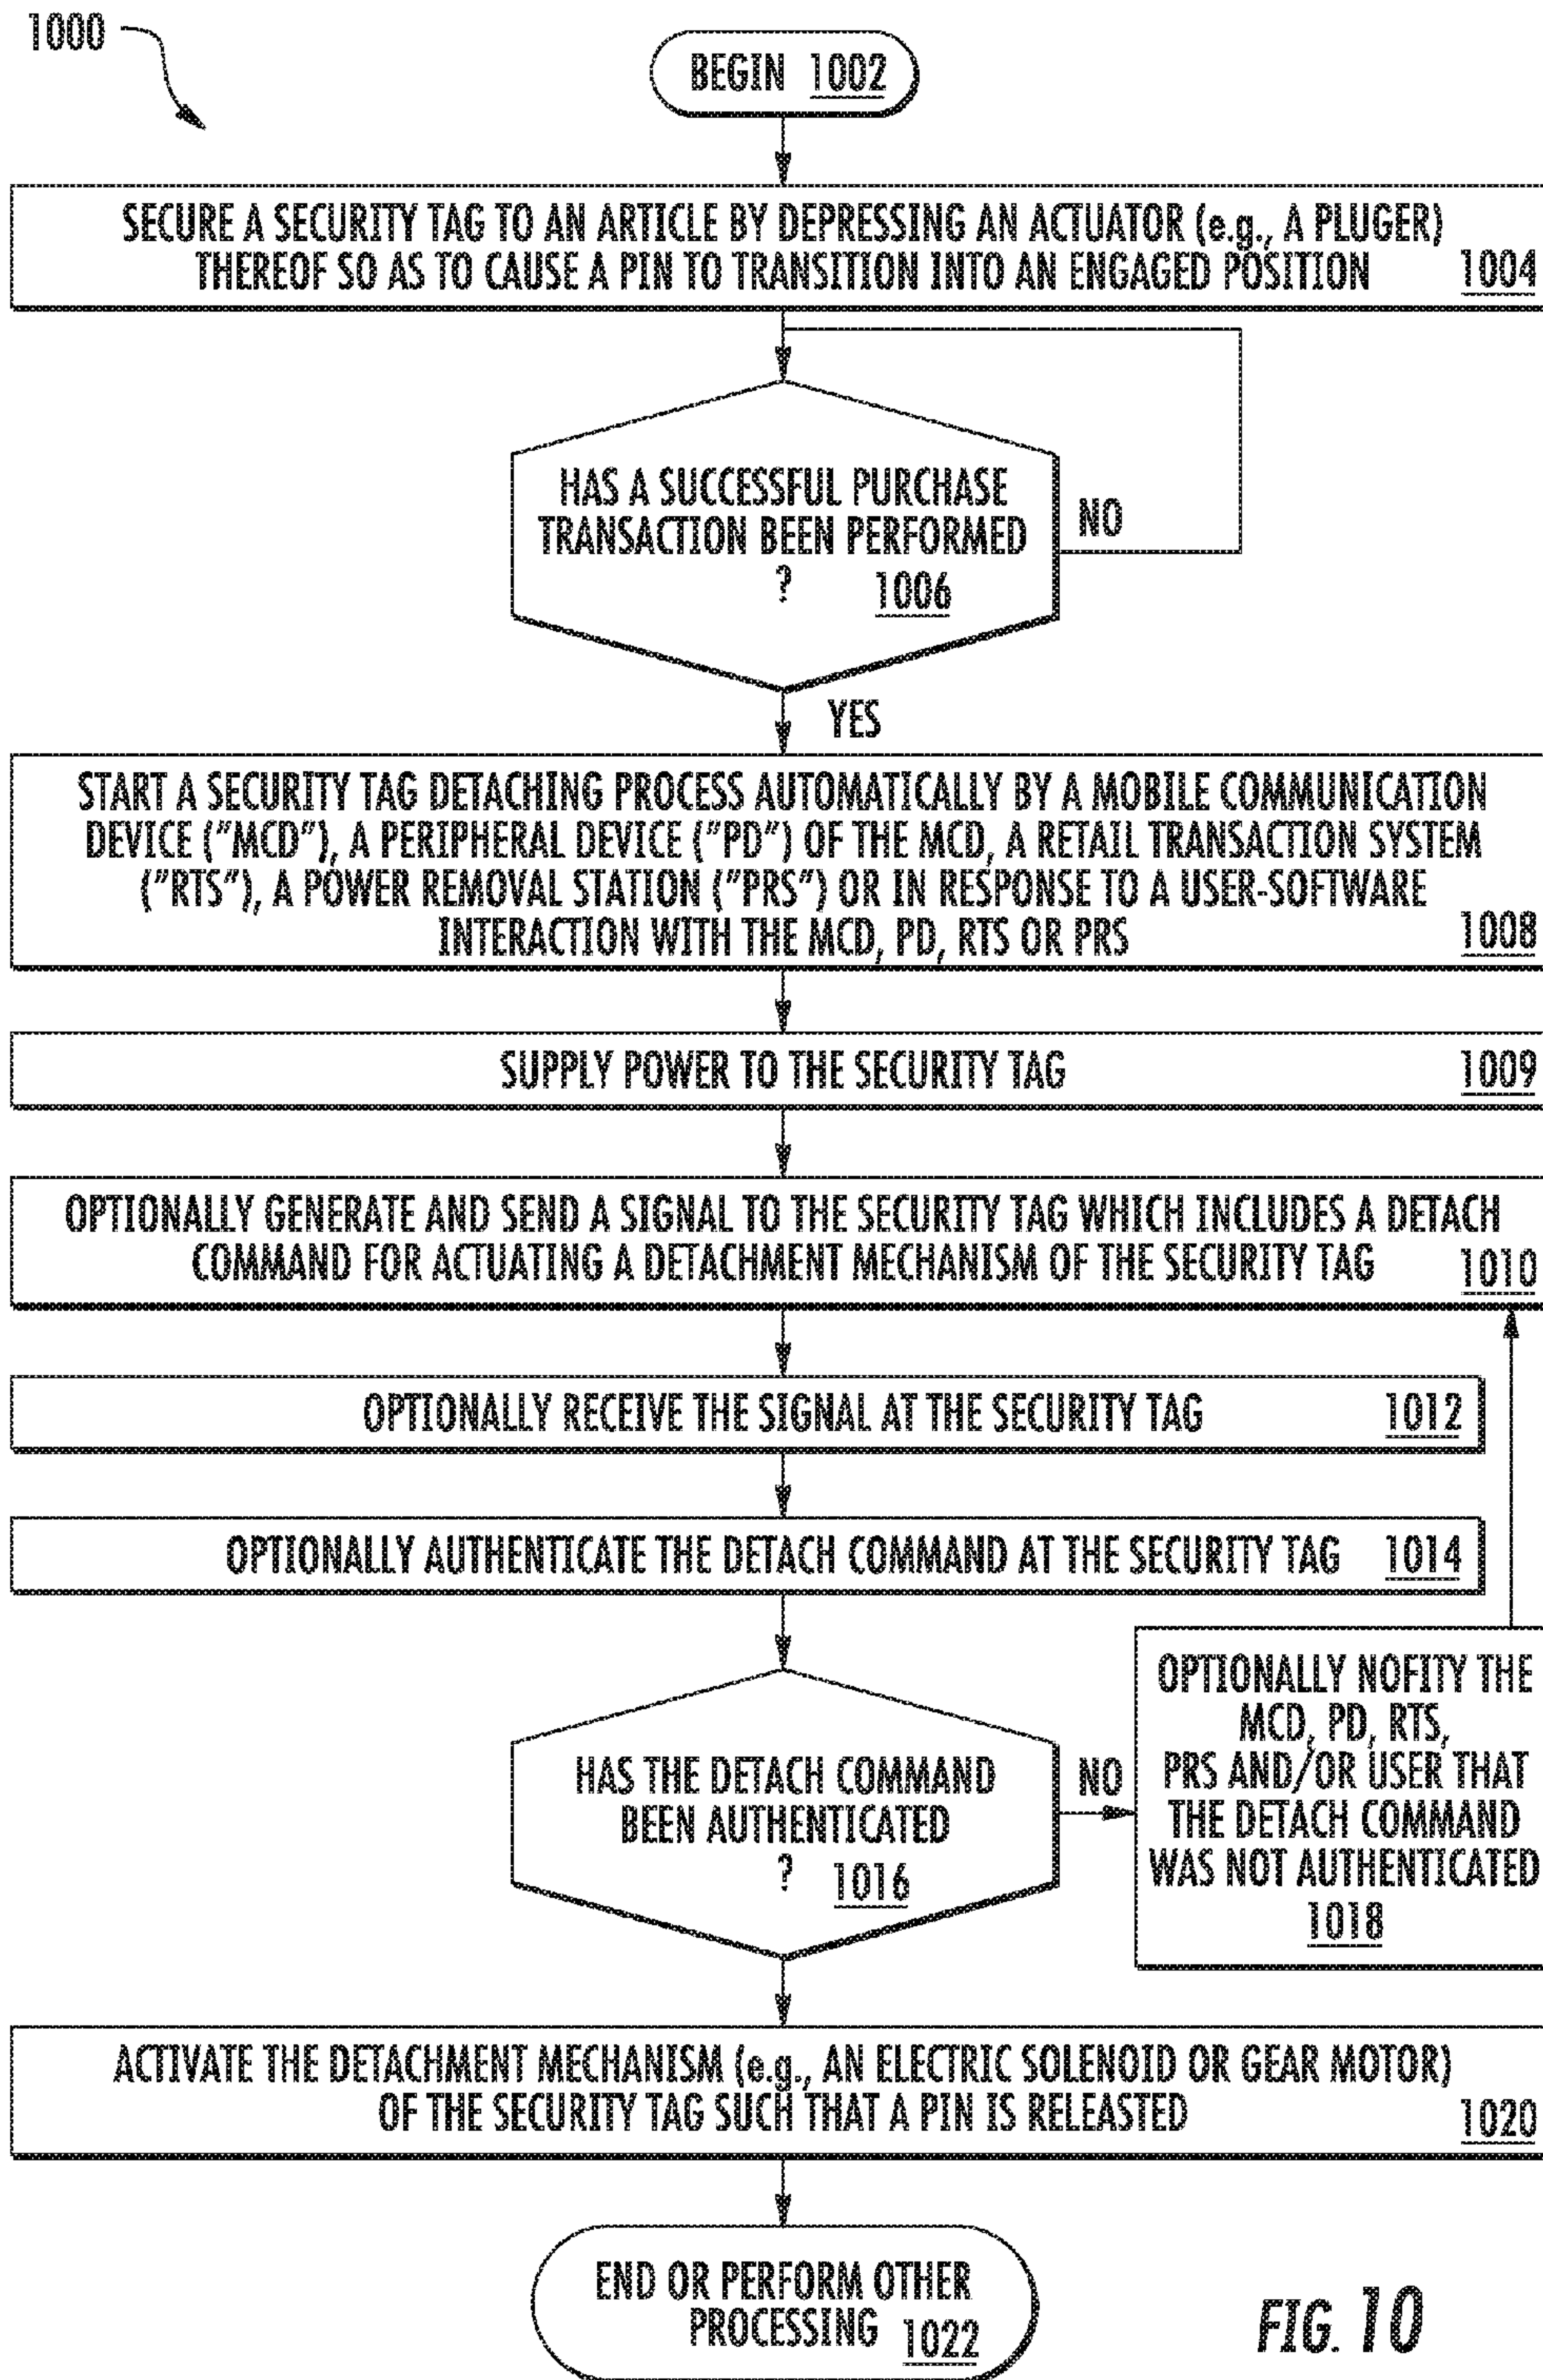 1000
BEGIN 1002
SECURE A SECURITY TAG TO AN ARTICLE BY DEPRESSING AN ACTUATOR (e.g., A PLUGER)
THEREOF SO AS TO CAUSE A PIN TO TRANSITION INTO AN ENGAGED POSITION 1004
HAS A SUCCESSFUL PURCHASE
TRANSACTION BEEN PERFORMED
? 1006
NO
YES
START A SECURITY TAG DETACHING PROCESS AUTOMATICALLY BY A MOBILE COMMUNICATION
DEVICE ("MCD"), A PERIPHERAL DEVICE ("PD") OF THE MCD, A RETAIL TRANSACTION SYSTEM
("RTS"), A POWER REMOVAL STATION ("PRS") OR IN RESPONSE TO A USER-SOFTWARE
INTERACTION WITH THE MCD, PD, RTS OR PRS 1008
SUPPLY POWER TO THE SECURITY TAG 1009
OPTIONALLY GENERATE AND SEND A SIGNAL TO THE SECURITY TAG WHICH INCLUDES A DETACH
COMMAND FOR ACTUATING A DETACHMENT MECHANISM OF THE SECURITY TAG 1010
OPTIONALLY RECEIVE THE SIGNAL AT THE SECURITY TAG 1012
OPTIONALLY AUTHENTICATE THE DETACH COMMAND AT THE SECURITY TAG 1014
HAS THE DETACH COMMAND
BEEN AUTHENTICATED
? 1016
NO
OPTIONALLY NOFITY THE
MCD, PD, RTS,
PRS AND/OR USER THAT
THE DETACH COMMAND
WAS NOT AUTHENTICATED
1018
ACTIVATE THE DETACHMENT MECHANISM (e.g., AN ELECTRIC SOLENOID OR GEAR MOTOR)
OF THE SECURITY TAG SUCH THAT A PIN IS RELEASTED 1020
END OR PERFORM OTHER
PROCESSING 1022
FIG. 10